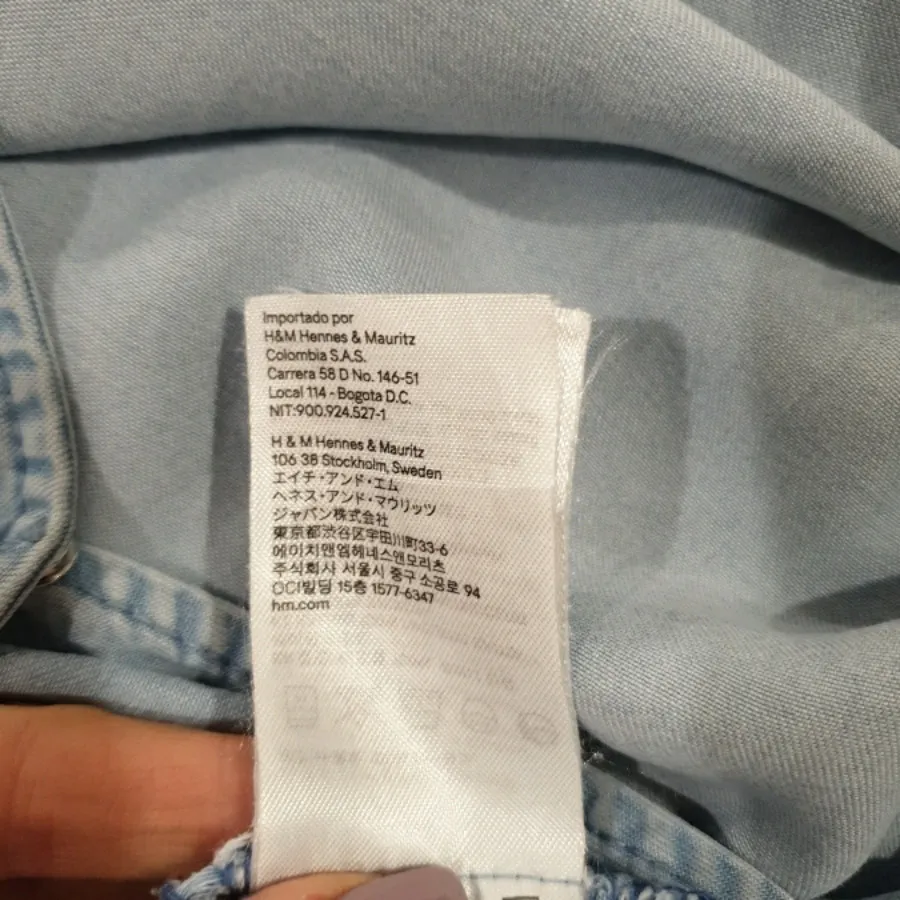 Importado por
H&M Hennes & Mauritz
Colombia S.A.S.
Carrera 58 D No. 146-51
Local 114 - Bogota D.C.
NIT:900.924.527-1
H & M Hennes & Mauritz
106 38 Stockholm, Sweden
エイチ・アンド・エム
ヘネス・アンド・マウリッツ
ジャパン株式会社
東京都渋谷区宇田川町33-6
에이치앤엠헤네스앤모리츠
주식회사 서울시 중구 소공로 94
OCI빌딩 15층 1577-6347
hm.com